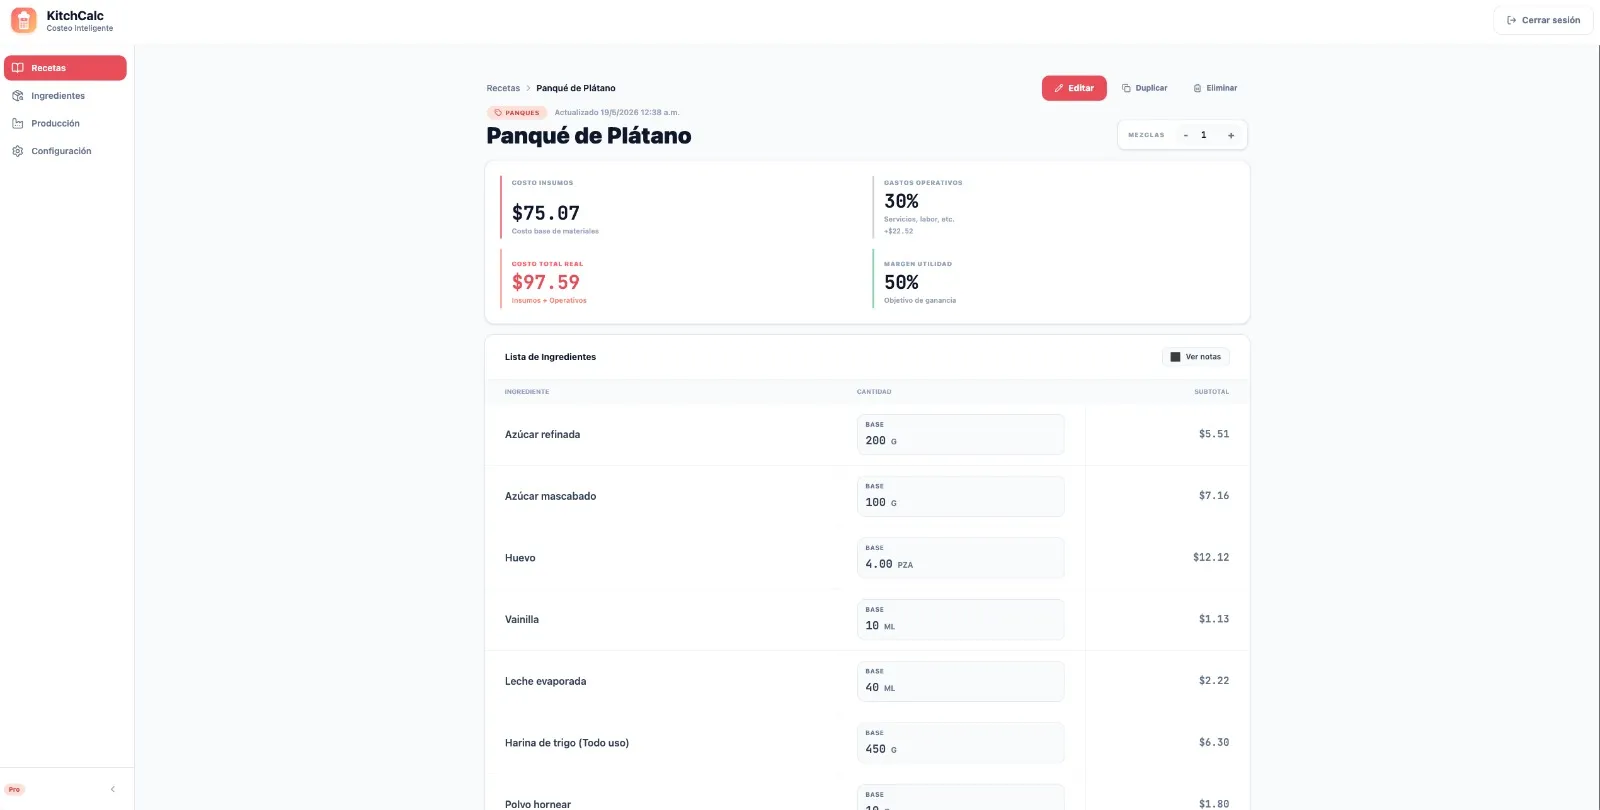 KitchCalc
Costeo Inteligente
Cerrar sesión
Recetas
Ingredientes
Producción
Configuración
Pro
Recetas > Panqué de Plátano
Editar
Duplicar
Eliminar
PANQUES
Actualizado 19/5/2026 12:38 a.m.
Panqué de Plátano
MEZCLAS - 1 +
COSTO INSUMOS
$75.07
Costo base de materiales
GASTOS OPERATIVOS
30%
Servicios, labor, etc.
+$22.52
COSTO TOTAL REAL
$97.59
Insumos + Operativos
MARGEN UTILIDAD
50%
Objetivo de ganancia
Lista de Ingredientes
Ver notas
INGREDIENTE CANTIDAD SUBTOTAL
Azúcar refinada
BASE
200 G
$5.51
Azúcar mascabado
BASE
100 G
$7.16
Huevo
BASE
4.00 PZA
$12.12
Vainilla
BASE
10 ML
$1.13
Leche evaporada
BASE
40 ML
$2.22
Harina de trigo (Todo uso)
BASE
450 G
$6.30
Polvo hornear
BASE
$1.80